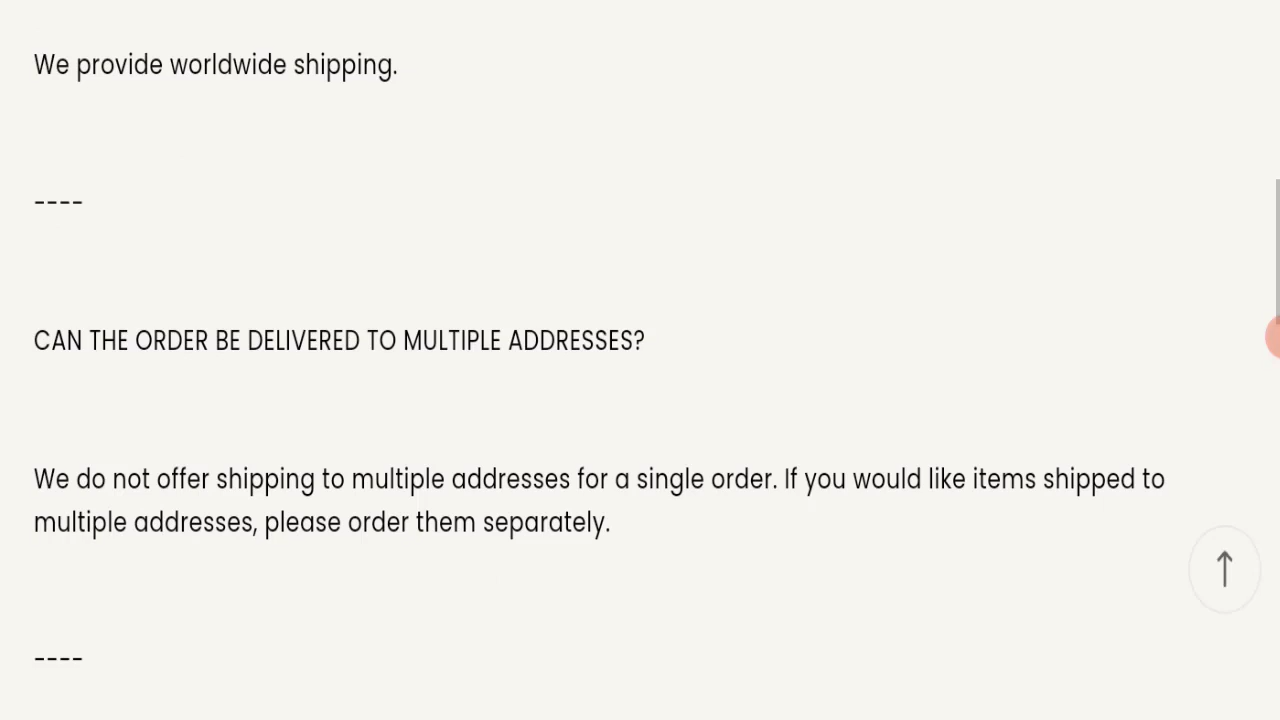 We provide worldwide shipping.
----
CAN THE ORDER BE DELIVERED TO MULTIPLE ADDRESSES?
We do not offer shipping to multiple addresses for a single order. If you would like items shipped to
multiple addresses, please order them separately.
----